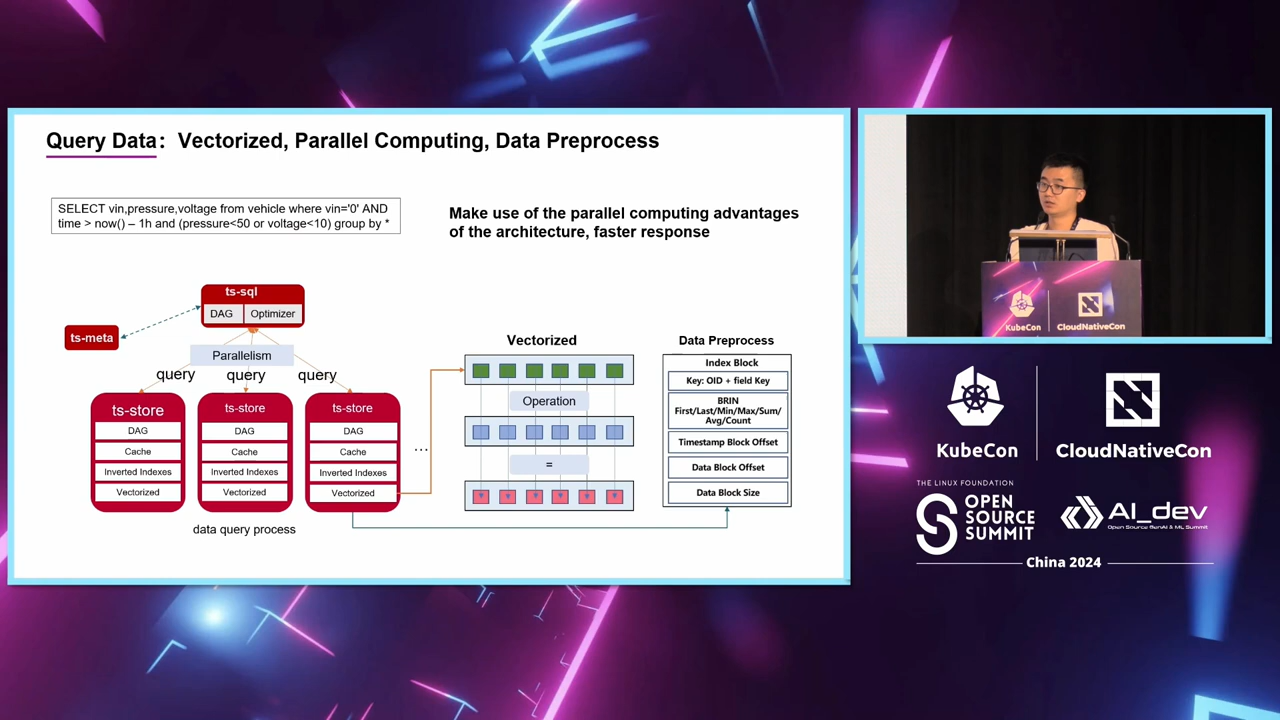 Query Data: Vectorized, Parallel Computing, Data Preprocess
SELECT vin,pressure,voltage from vehicle where vin='0' AND
time > now() – 1h and (pressure<50 or voltage<10) group by *
Make use of the parallel computing advantages
of the architecture, faster response
ts-sql
DAG
Optimizer
ts-meta
Parallelism
query
query
query
ts-store
DAG
Cache
Inverted Indexes
Vectorized
ts-store
DAG
Cache
Inverted Indexes
Vectorized
ts-store
DAG
Cache
Inverted Indexes
Vectorized
...
data query process
Vectorized
Operation
=
Data Preprocess
Index Block
Key: OID + field Key
BRIN
First/Last/Min/Max/Sum/
Avg/Count
Timestamp Block Offset
Data Block Offset
Data Block Size
KubeCon
CloudNativeCon
KubeCon
CloudNativeCon
THE LINUX FOUNDATION
OPEN
SOURCE
SUMMIT
AI_dev
Open Source GenAI & ML Summit
China 2024